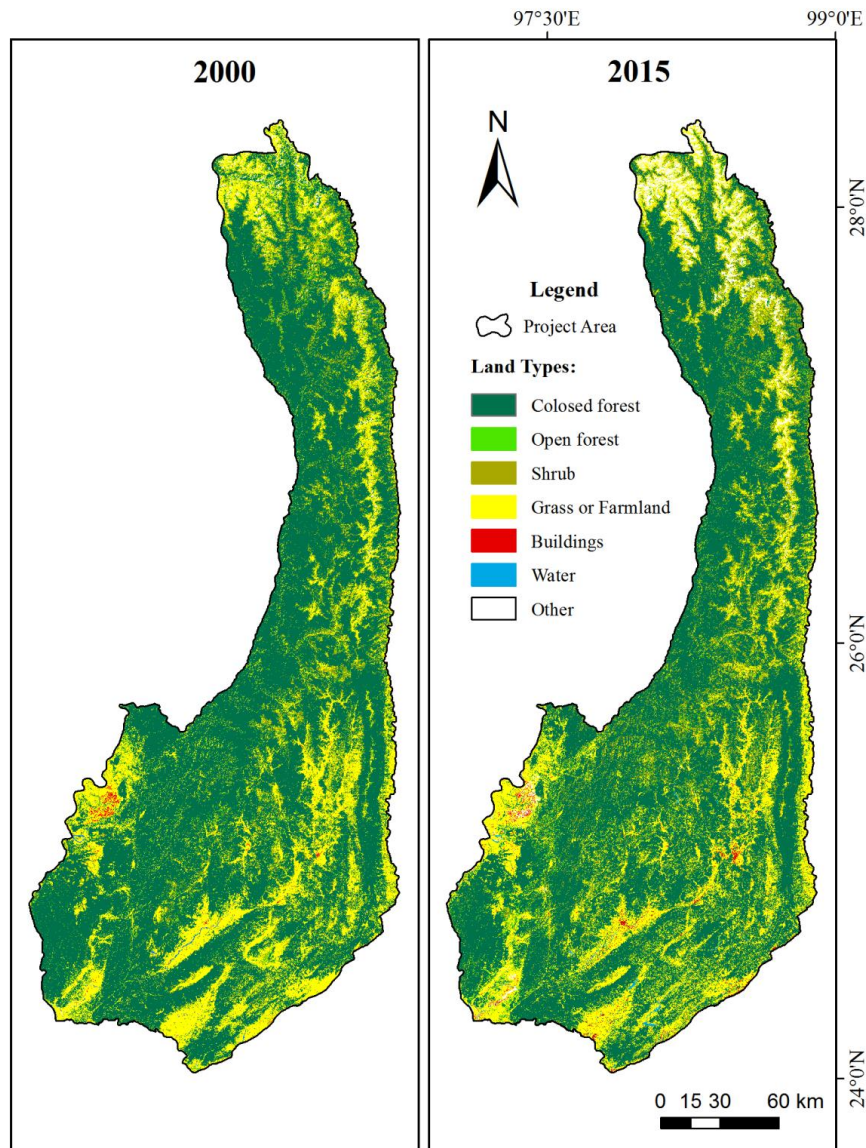 97°30'E
99°0'E
2000
2015
N
28°0'N
Legend
Project Area
Land Types:
Colosed forest
Open forest
Shrub
Grass or Farmland
Buildings
Water
Other
26°0'N
24°0'N
0 15 30 60 km